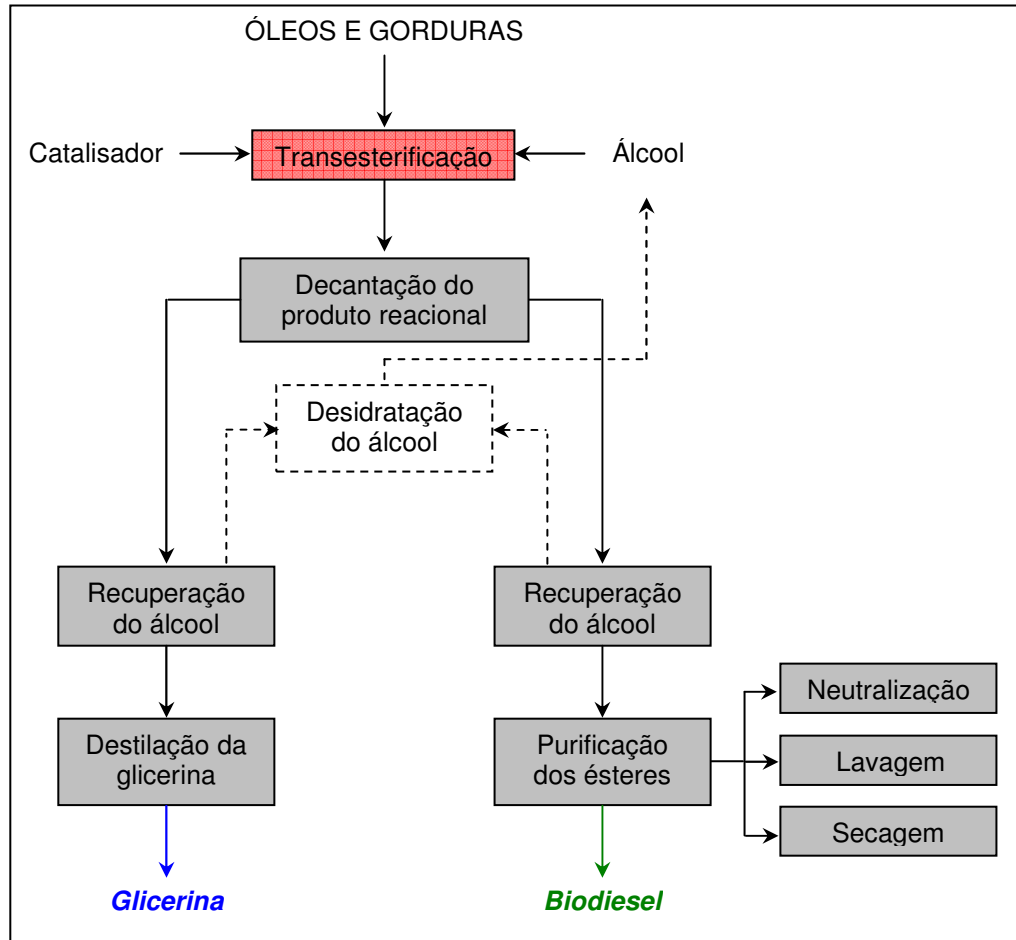 ÓLEOS E GORDURAS
Catalisador
Transesterificação
Álcool
Decantação do
produto reacional
Desidratação
do álcool
Recuperação
do álcool
Recuperação
do álcool
Neutralização
Destilação da
glicerina
Purificação
dos ésteres
Lavagem
Secagem
Glicerina
Biodiesel